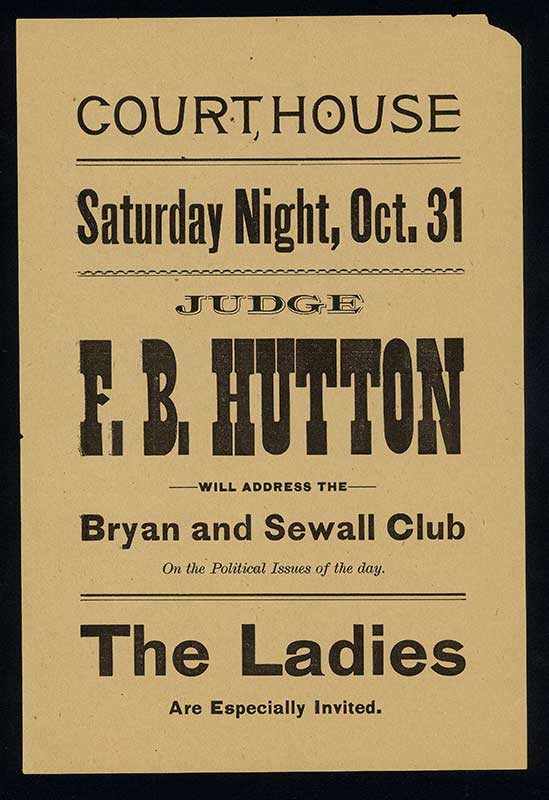 COURT, HOUSE
Saturday Night, Oct. 31
JUDGE
F. B. HUTTON
—WILL ADDRESS THE—
Bryan and Sewall Club
On the Political Issues of the day.
The Ladies
Are Especially Invited.